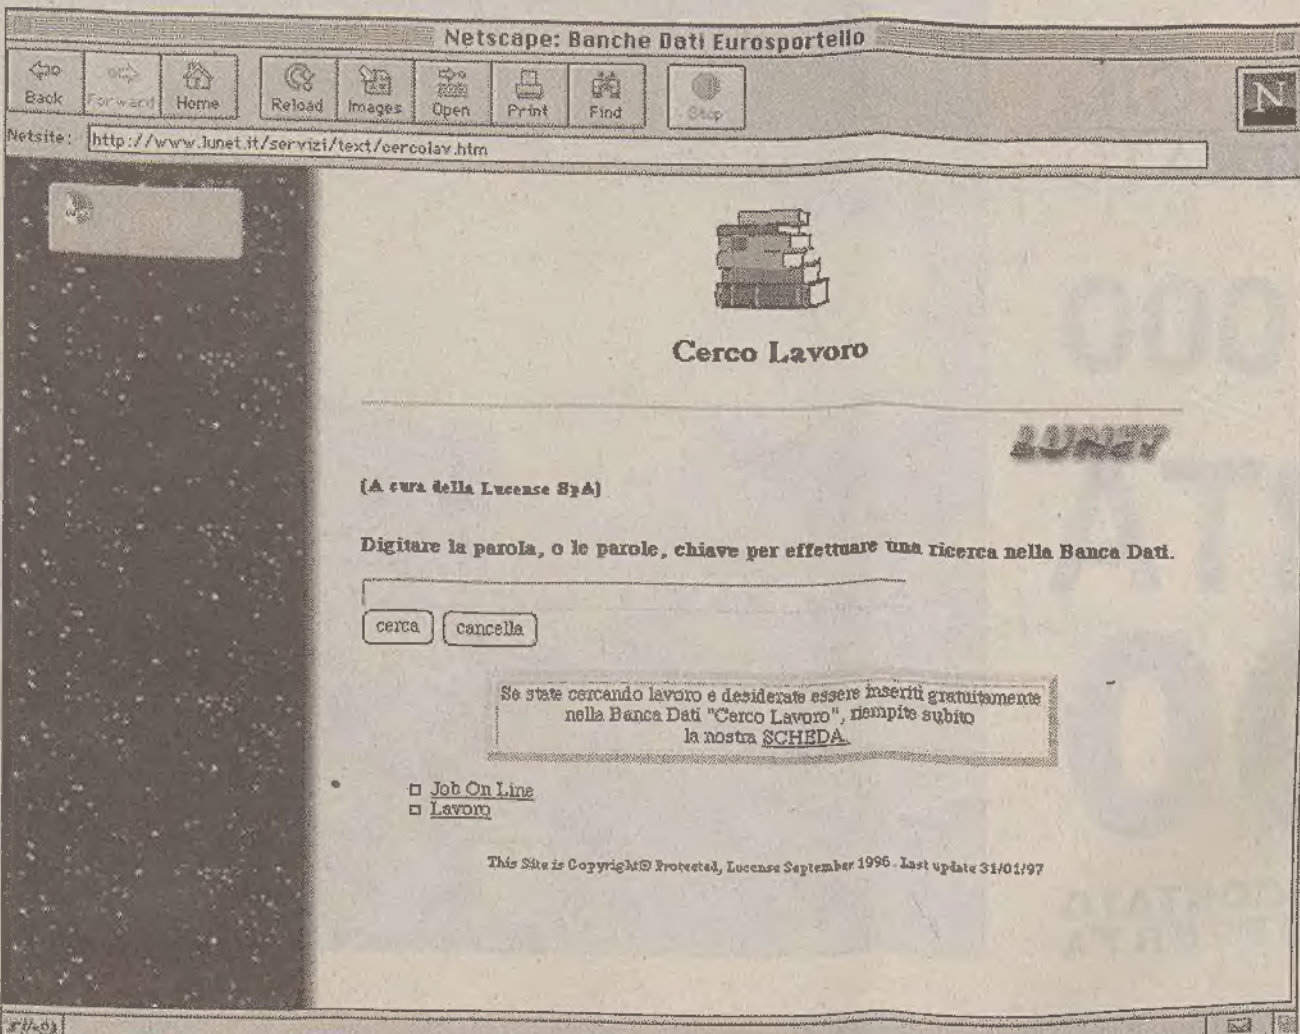 Netscape: Banche Dati Eurosportello
Back Forward Home Reload Images Open Print Find Stop
N
Netsite: http://www.lunet.it/servizi/text/cercolav.htm
Cerco Lavoro
LUNET
(A cura della Lucense SpA)
Digitare la parola, o le parole, chiave per effettuare una ricerca nella Banca Dati.
cerca cancella
Se state cercando lavoro e desiderate essere inseriti gratuitamente
nella Banca Dati "Cerco Lavoro", riempite subito
la nostra SCHEDA.
Job On Line
Lavoro
This Site is Copyright© Protected, Lucense September 1996 - Last update 31/01/97